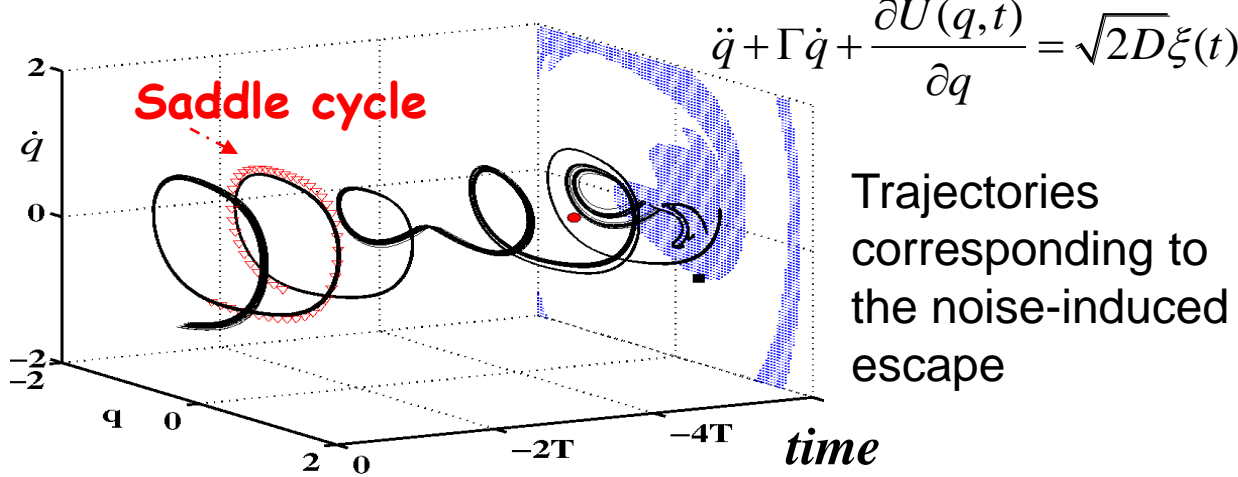 q̈ + Γq̇ + ∂U(q,t)/∂q = √2D ξ(t)
2
Saddle cycle
q̇
0
−2
−2
q
0
2
0
−2T
−4T
time
Trajectories
corresponding to
the noise-induced
escape